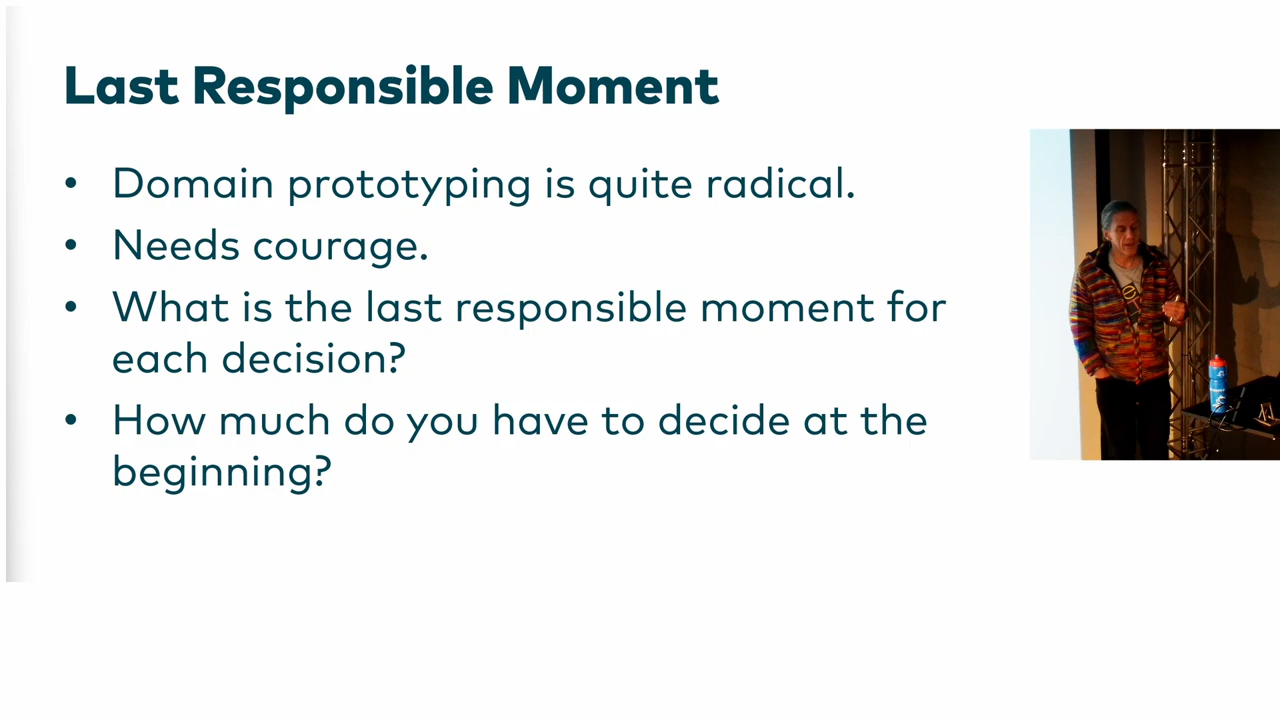 Last Responsible Moment
• Domain prototyping is quite radical.
• Needs courage.
• What is the last responsible moment for
each decision?
• How much do you have to decide at the
beginning?